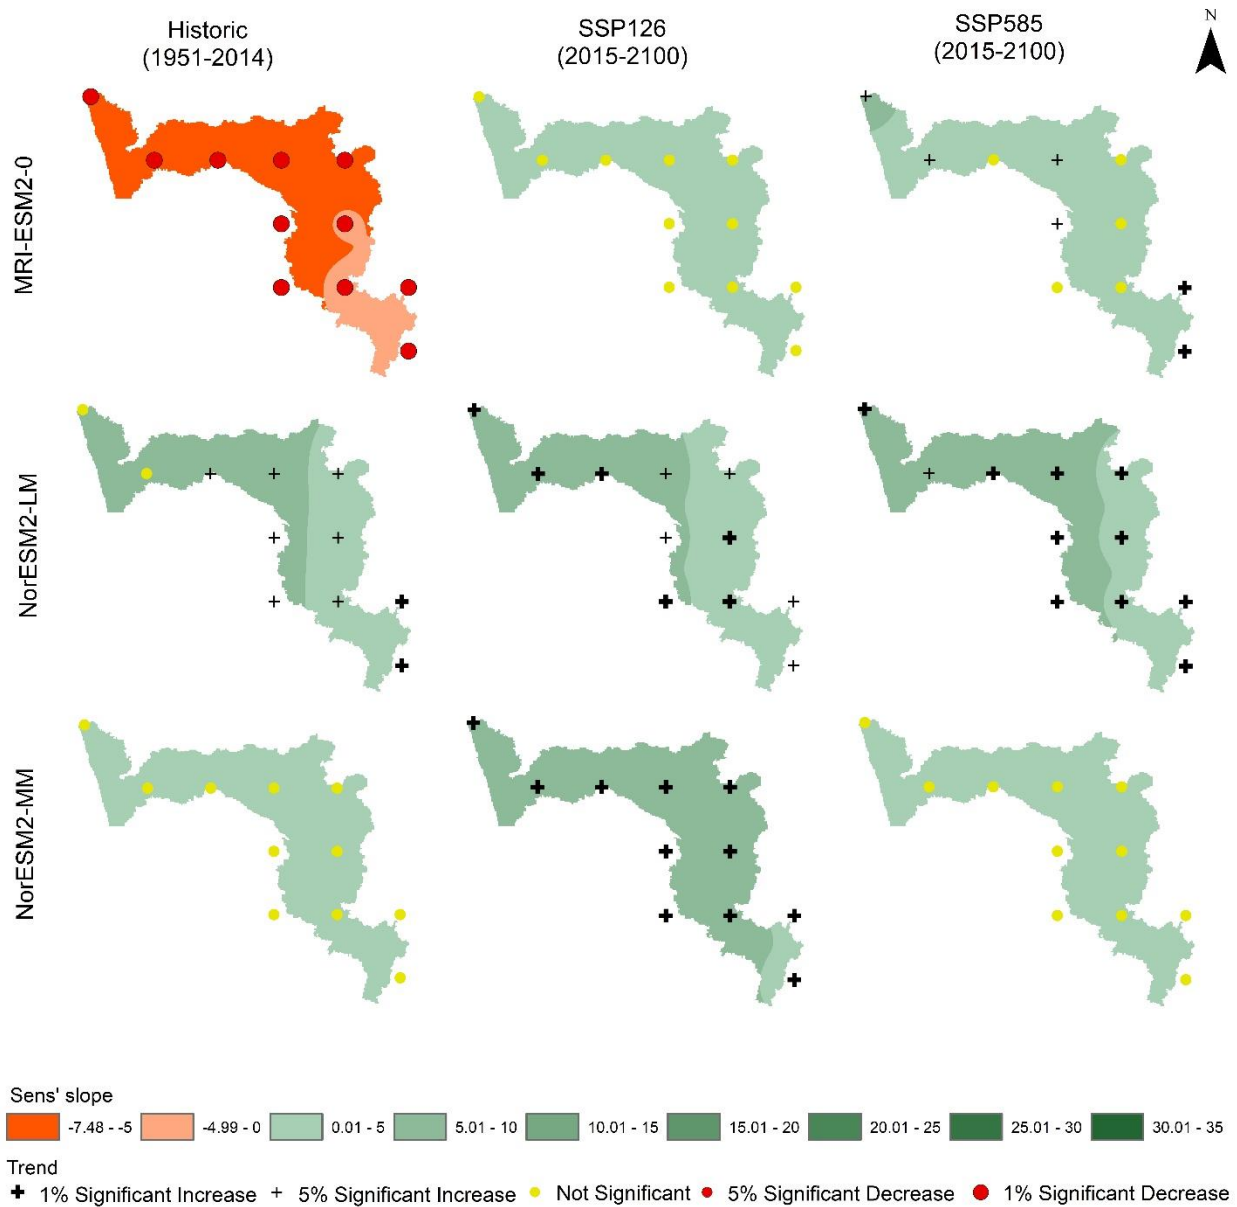 Historic
(1951-2014)
SSP126
(2015-2100)
SSP585
(2015-2100)
N
MRI-ESM2-0
NorESM2-LM
NorESM2-MM
Sens' slope
-7.48 - -5 -4.99 - 0 0.01 - 5 5.01 - 10 10.01 - 15 15.01 - 20 20.01 - 25 25.01 - 30 30.01 - 35
Trend
1% Significant Increase 5% Significant Increase Not Significant 5% Significant Decrease 1% Significant Decrease